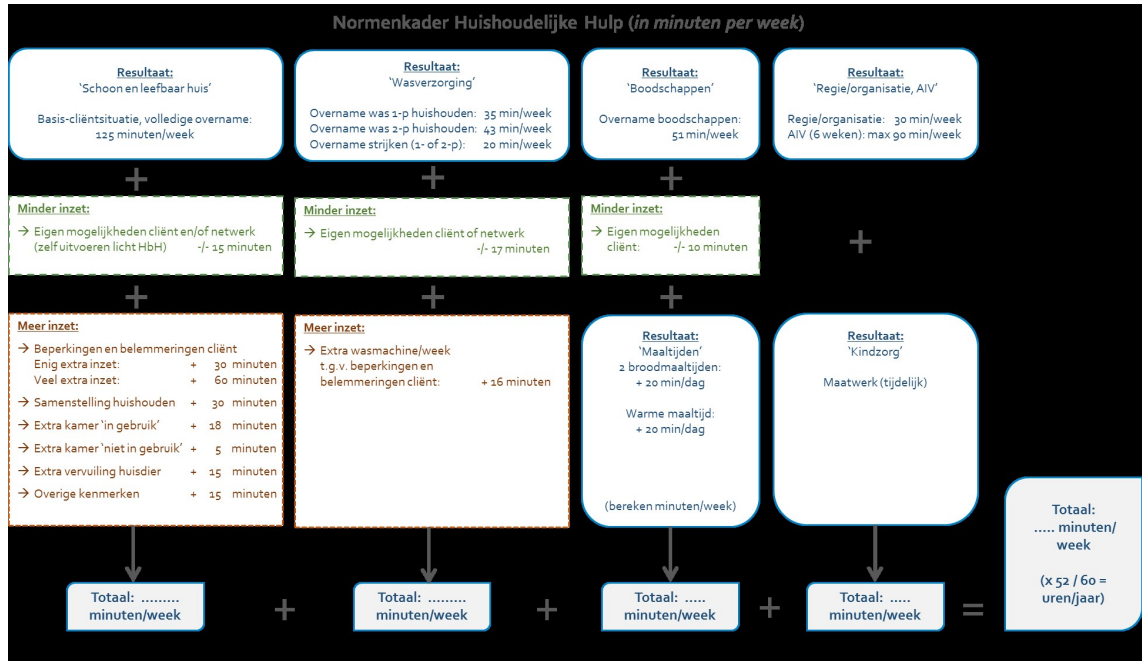 Normenkader Huishoudelijke Hulp (in minuten per week)
Resultaat:
'Schoon en leefbaar huis'
Basis-cliëntsituatie, volledige overname:
125 minuten/week
Resultaat:
'Wasverzorging'
Overname was 1-p huishouden: 35 min/week
Overname was 2-p huishouden: 43 min/week
Overname strijken (1- of 2-p): 20 min/week
Resultaat:
'Boodschappen'
Overname boodschappen:
51 min/week
Resultaat:
'Regie/organisatie, AIV'
Regie/organisatie: 30 min/week
AIV (6 weken): max 90 min/week
+
+
+
Minder inzet:
→ Eigen mogelijkheden cliënt en/of netwerk
(zelf uitvoeren licht HbH) -/- 15 minuten
Minder inzet:
→ Eigen mogelijkheden cliënt of netwerk
-/- 17 minuten
Minder inzet:
→ Eigen mogelijkheden
cliënt: -/- 10 minuten
+
+
+
+
Meer inzet:
→ Beperkingen en belemmeringen cliënt
Enig extra inzet: + 30 minuten
Veel extra inzet: + 60 minuten
→ Samenstelling huishouden + 30 minuten
→ Extra kamer 'in gebruik' + 18 minuten
→ Extra kamer 'niet in gebruik' + 5 minuten
→ Extra vervuiling huisdier + 15 minuten
→ Overige kenmerken + 15 minuten
Meer inzet:
→ Extra wasmachine/week
t.g.v. beperkingen en
belemmeringen cliënt: + 16 minuten
Resultaat:
'Maaltijden'
2 broodmaaltijden:
+ 20 min/dag
Warme maaltijd:
+ 20 min/dag
(bereken minuten/week)
Resultaat:
'Kindzorg'
Maatwerk (tijdelijk)
Totaal: .........
minuten/week
+
Totaal: .........
minuten/week
+
Totaal: .....
minuten/week
+
Totaal: .....
minuten/week
=
Totaal:
..... minuten/
week
(x 52 / 60 =
uren/jaar)